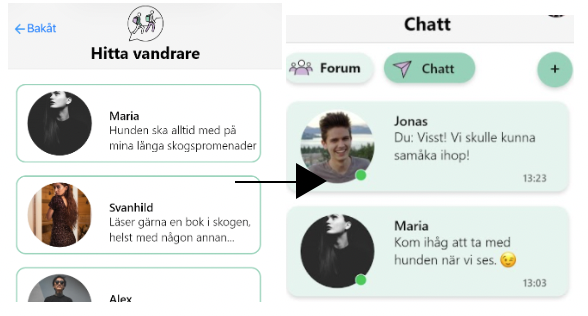 ←Bakåt
Hitta vandrare
Maria
Hunden ska alltid med på
mina långa skogspromenader
Svanhild
Läser gärna en bok i skogen,
helst med någon annan...
Alex
Chatt
Forum
Chatt
+
Jonas
Du: Visst! Vi skulle kunna
samåka ihop!
13:23
Maria
Kom ihåg att ta med
hunden när vi ses. 😉
13:03